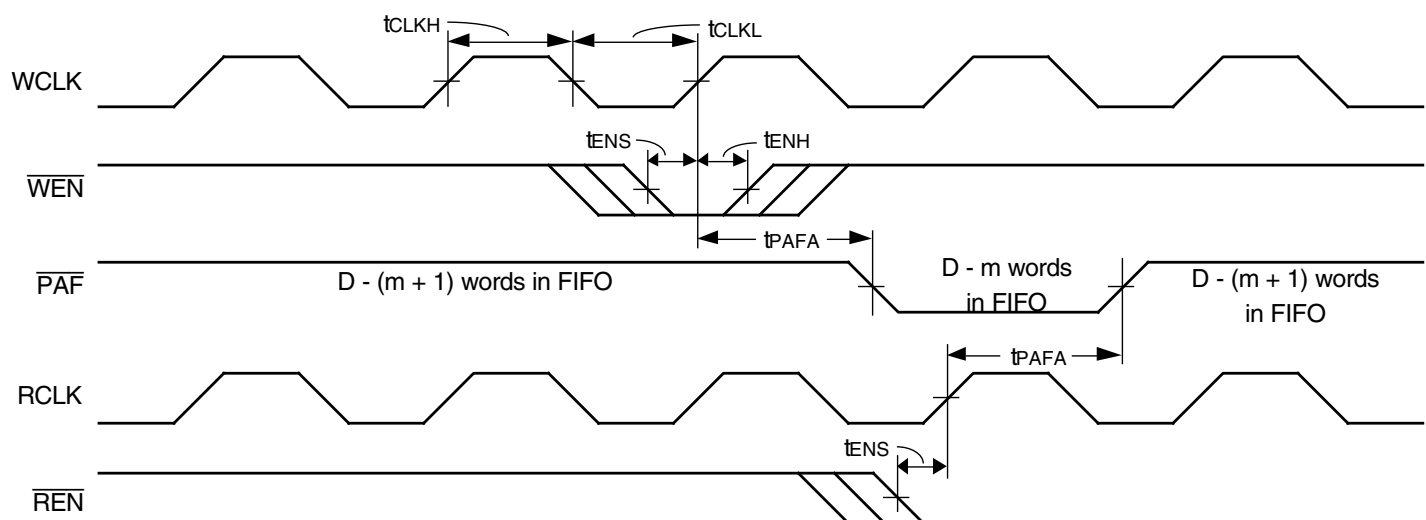 tCLKH
tCLKL
WCLK
tENS
tENH
WEN
tPAFA
PAF
D - (m + 1) words in FIFO
D - m words
in FIFO
D - (m + 1) words
in FIFO
tPAFA
RCLK
tENS
REN